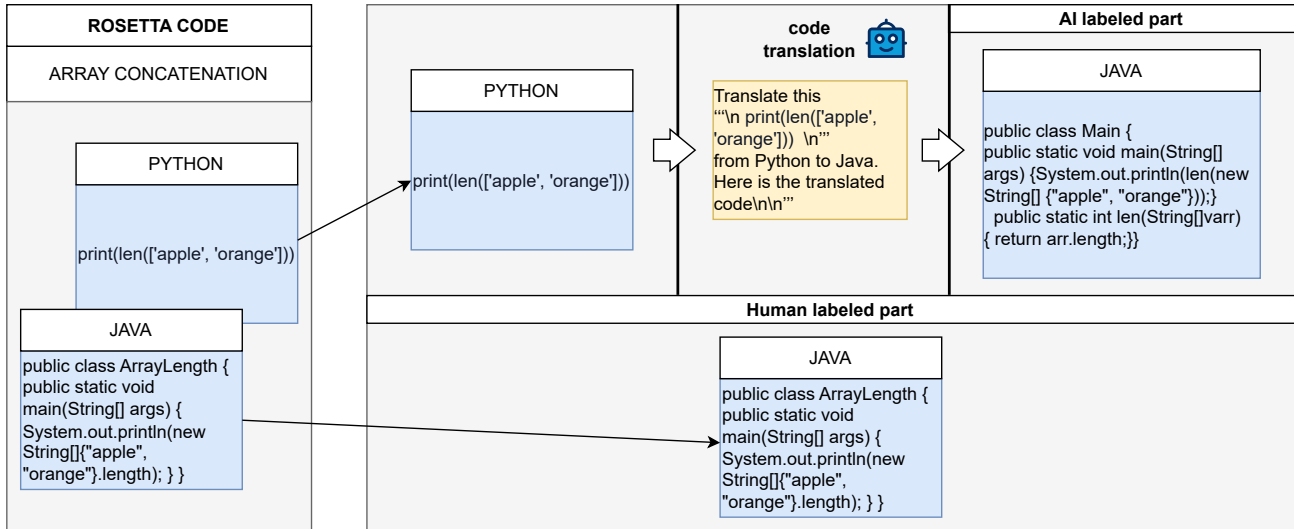 ROSETTA CODE
ARRAY CONCATENATION
PYTHON
print(len(['apple', 'orange']))
JAVA
public class ArrayLength {
public static void
main(String[] args) {
System.out.println(new
String[]{"apple",
"orange"}.length); } }
PYTHON
print(len(['apple', 'orange']))
code
translation
Translate this
“‘\n print(len(['apple',
'orange']))  \n’”
from Python to Java.
Here is the translated
code\n\n’”
AI labeled part
JAVA
public class Main {
public static void main(String[]
args) {System.out.println(len(new
String[] {"apple", "orange"}));}
public static int len(String[]varr)
{ return arr.length;}}
Human labeled part
JAVA
public class ArrayLength {
public static void
main(String[] args) {
System.out.println(new
String[]{"apple",
"orange"}.length); } }